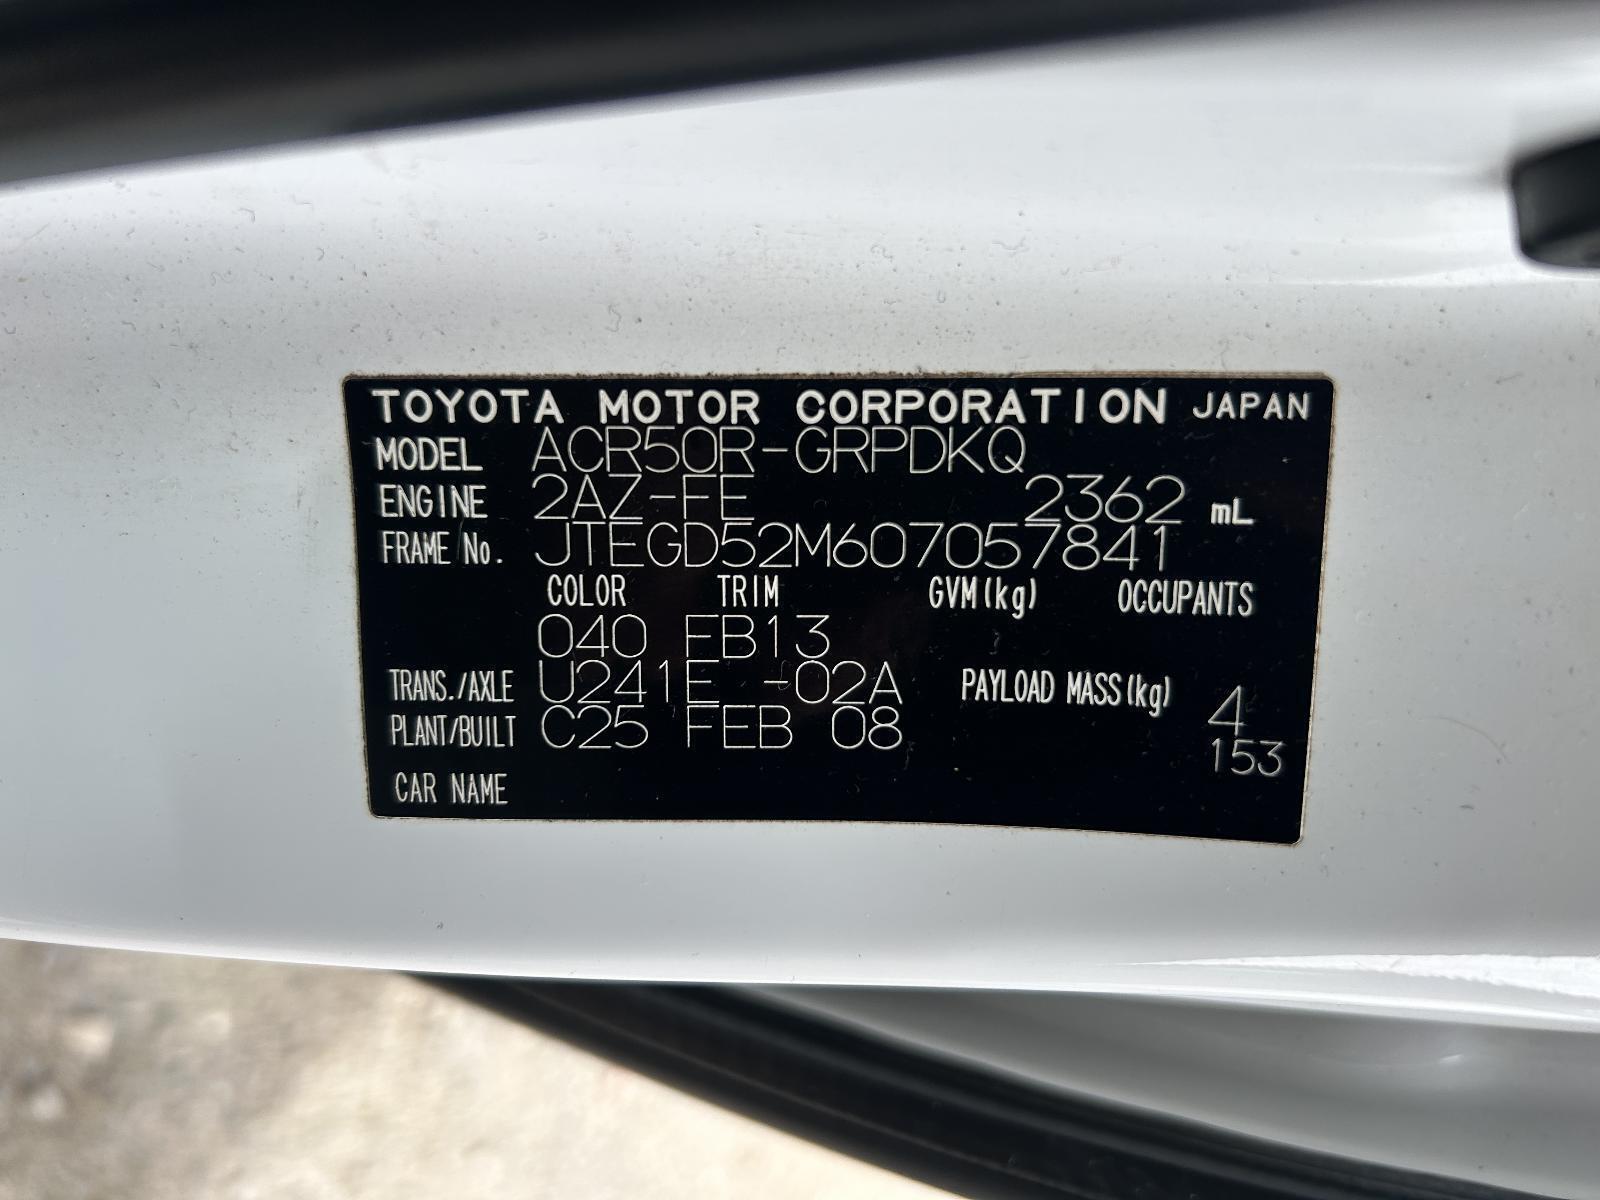 TOYOTA MOTOR CORPORATION JAPAN
MODEL ACR50R-GRPDKQ
ENGINE 2AZ-FE 2362 mL
FRAME No. JTEGD52M607057841
COLOR TRIM GVM(kg) OCCUPANTS
040 FB13
TRANS./AXLE U241E -02A PAYLOAD MASS(kg) 4
PLANT/BUILT C25 FEB 08 153
CAR NAME